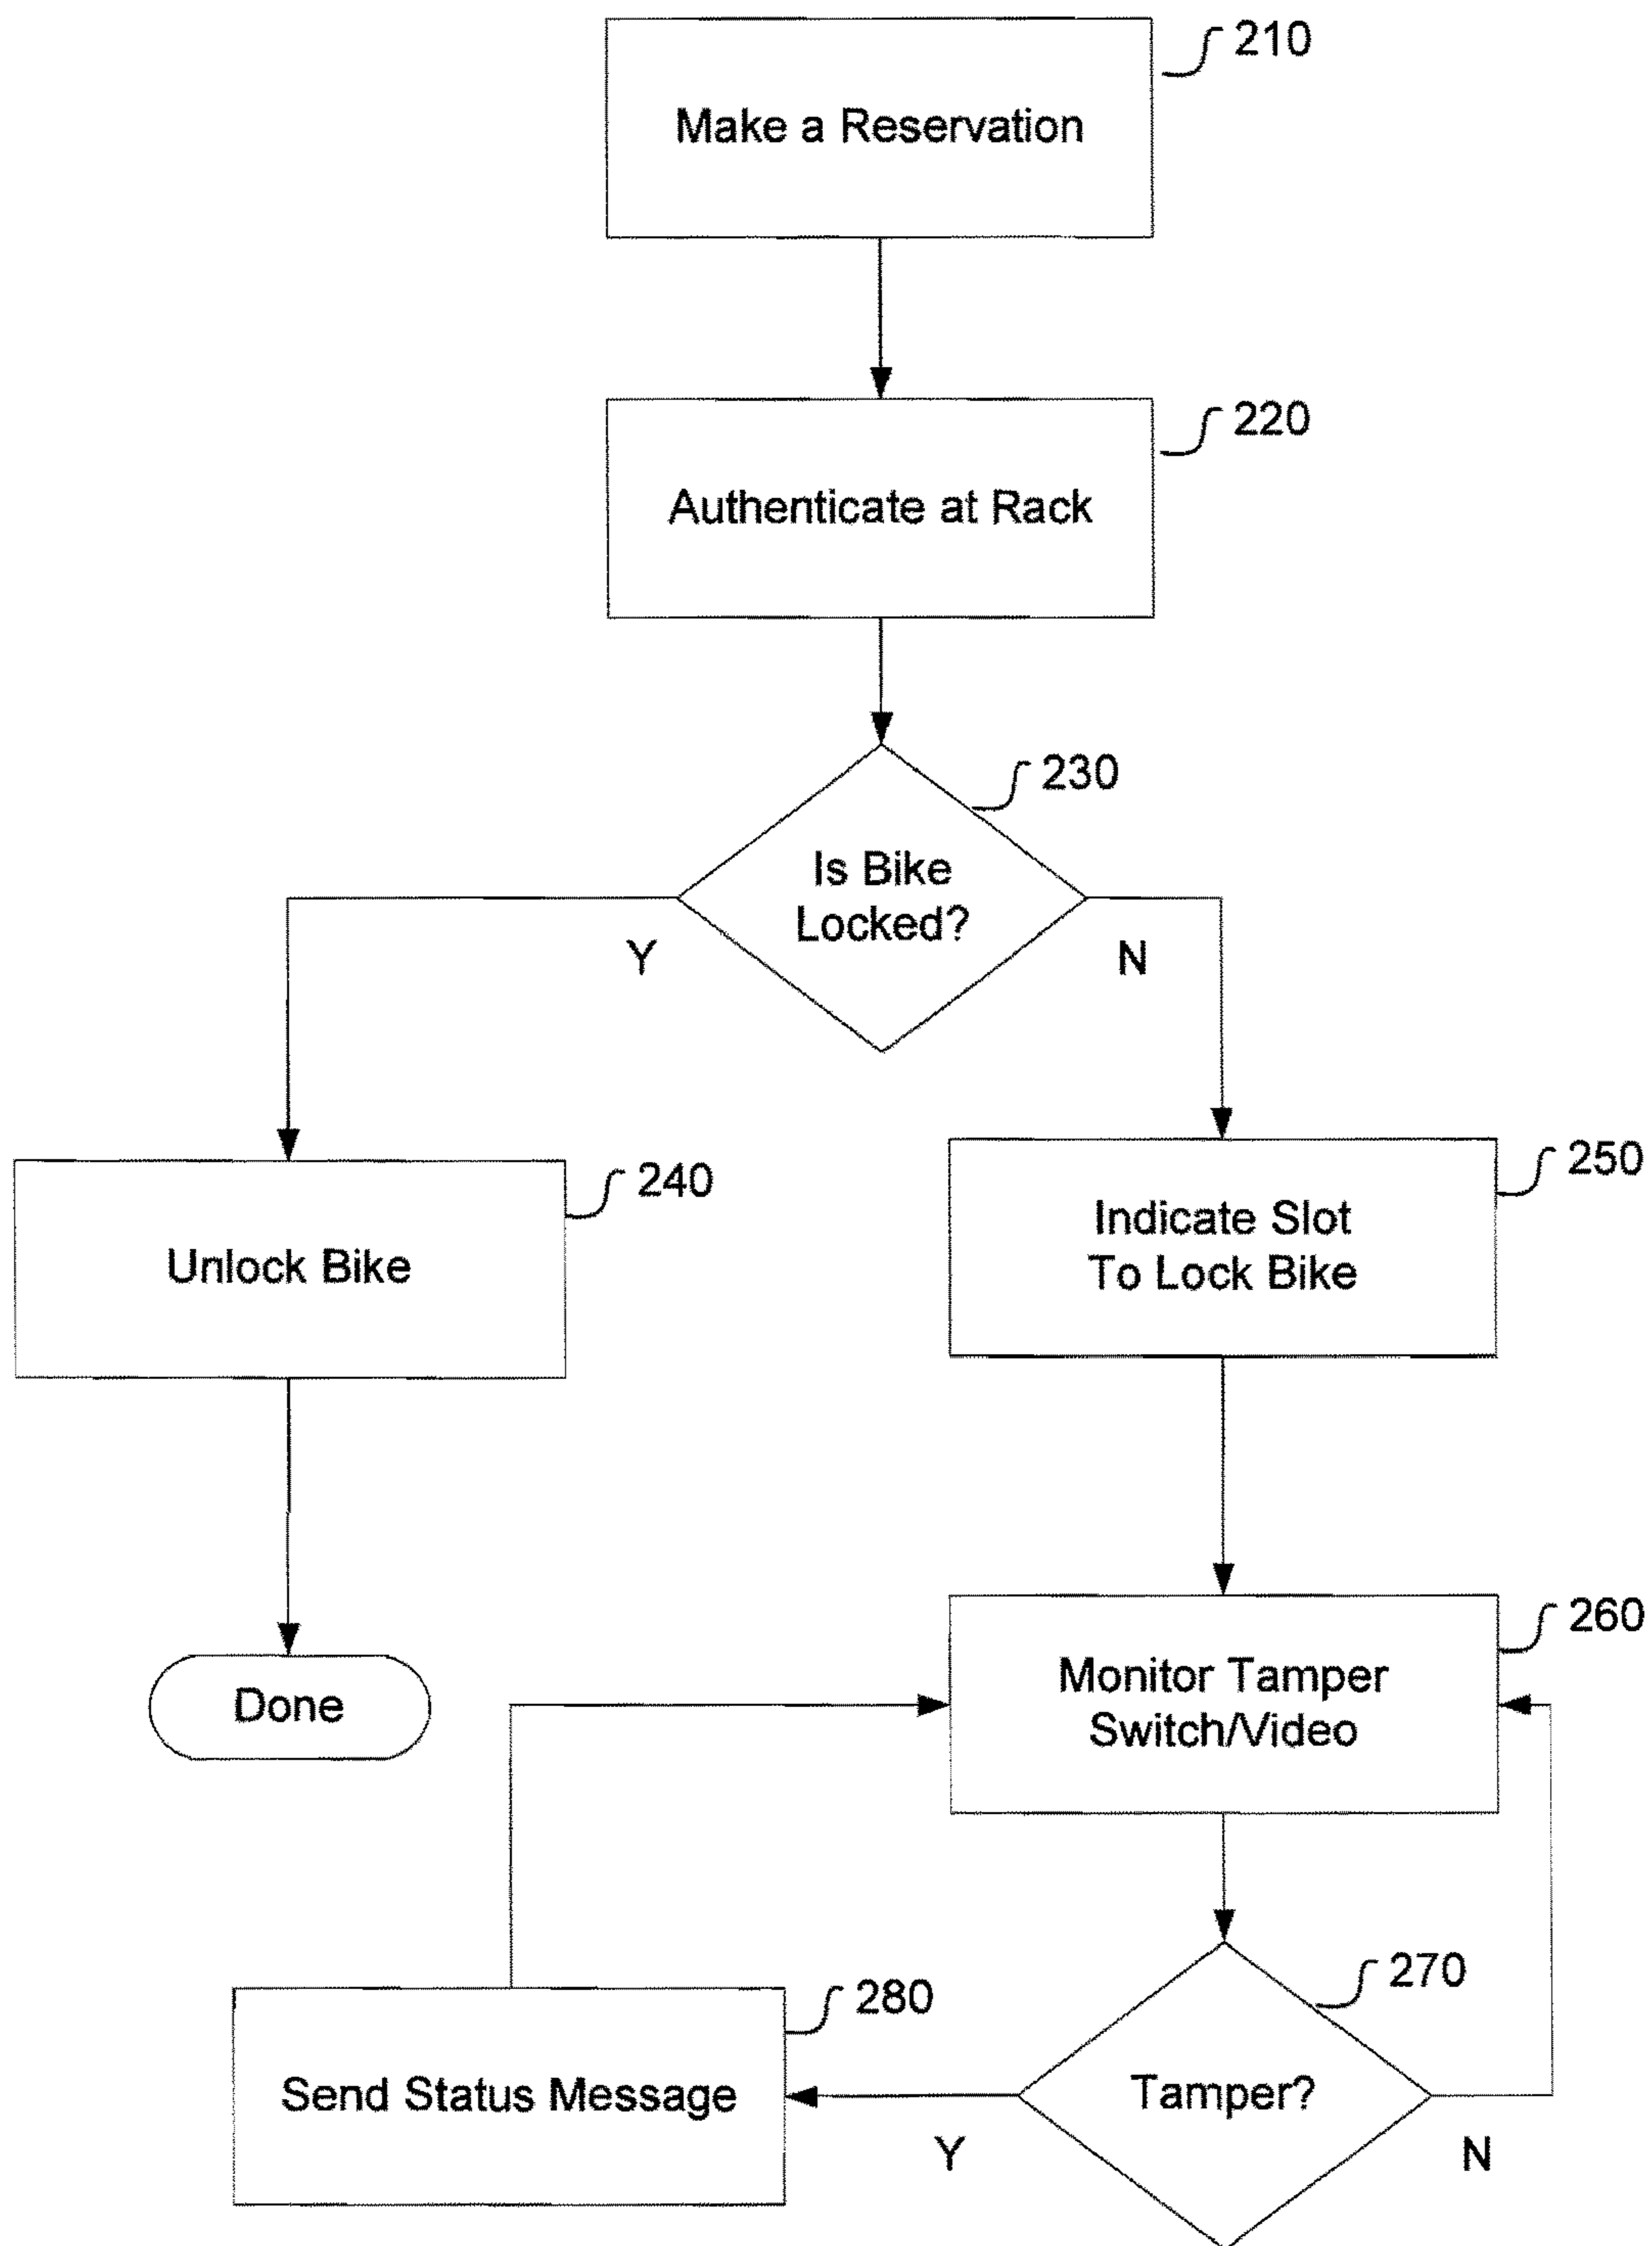 210
Make a Reservation
220
Authenticate at Rack
230
Is Bike
Locked?
Y
N
240
Unlock Bike
250
Indicate Slot
To Lock Bike
Done
260
Monitor Tamper
Switch/Video
270
Tamper?
280
Send Status Message
Y
N